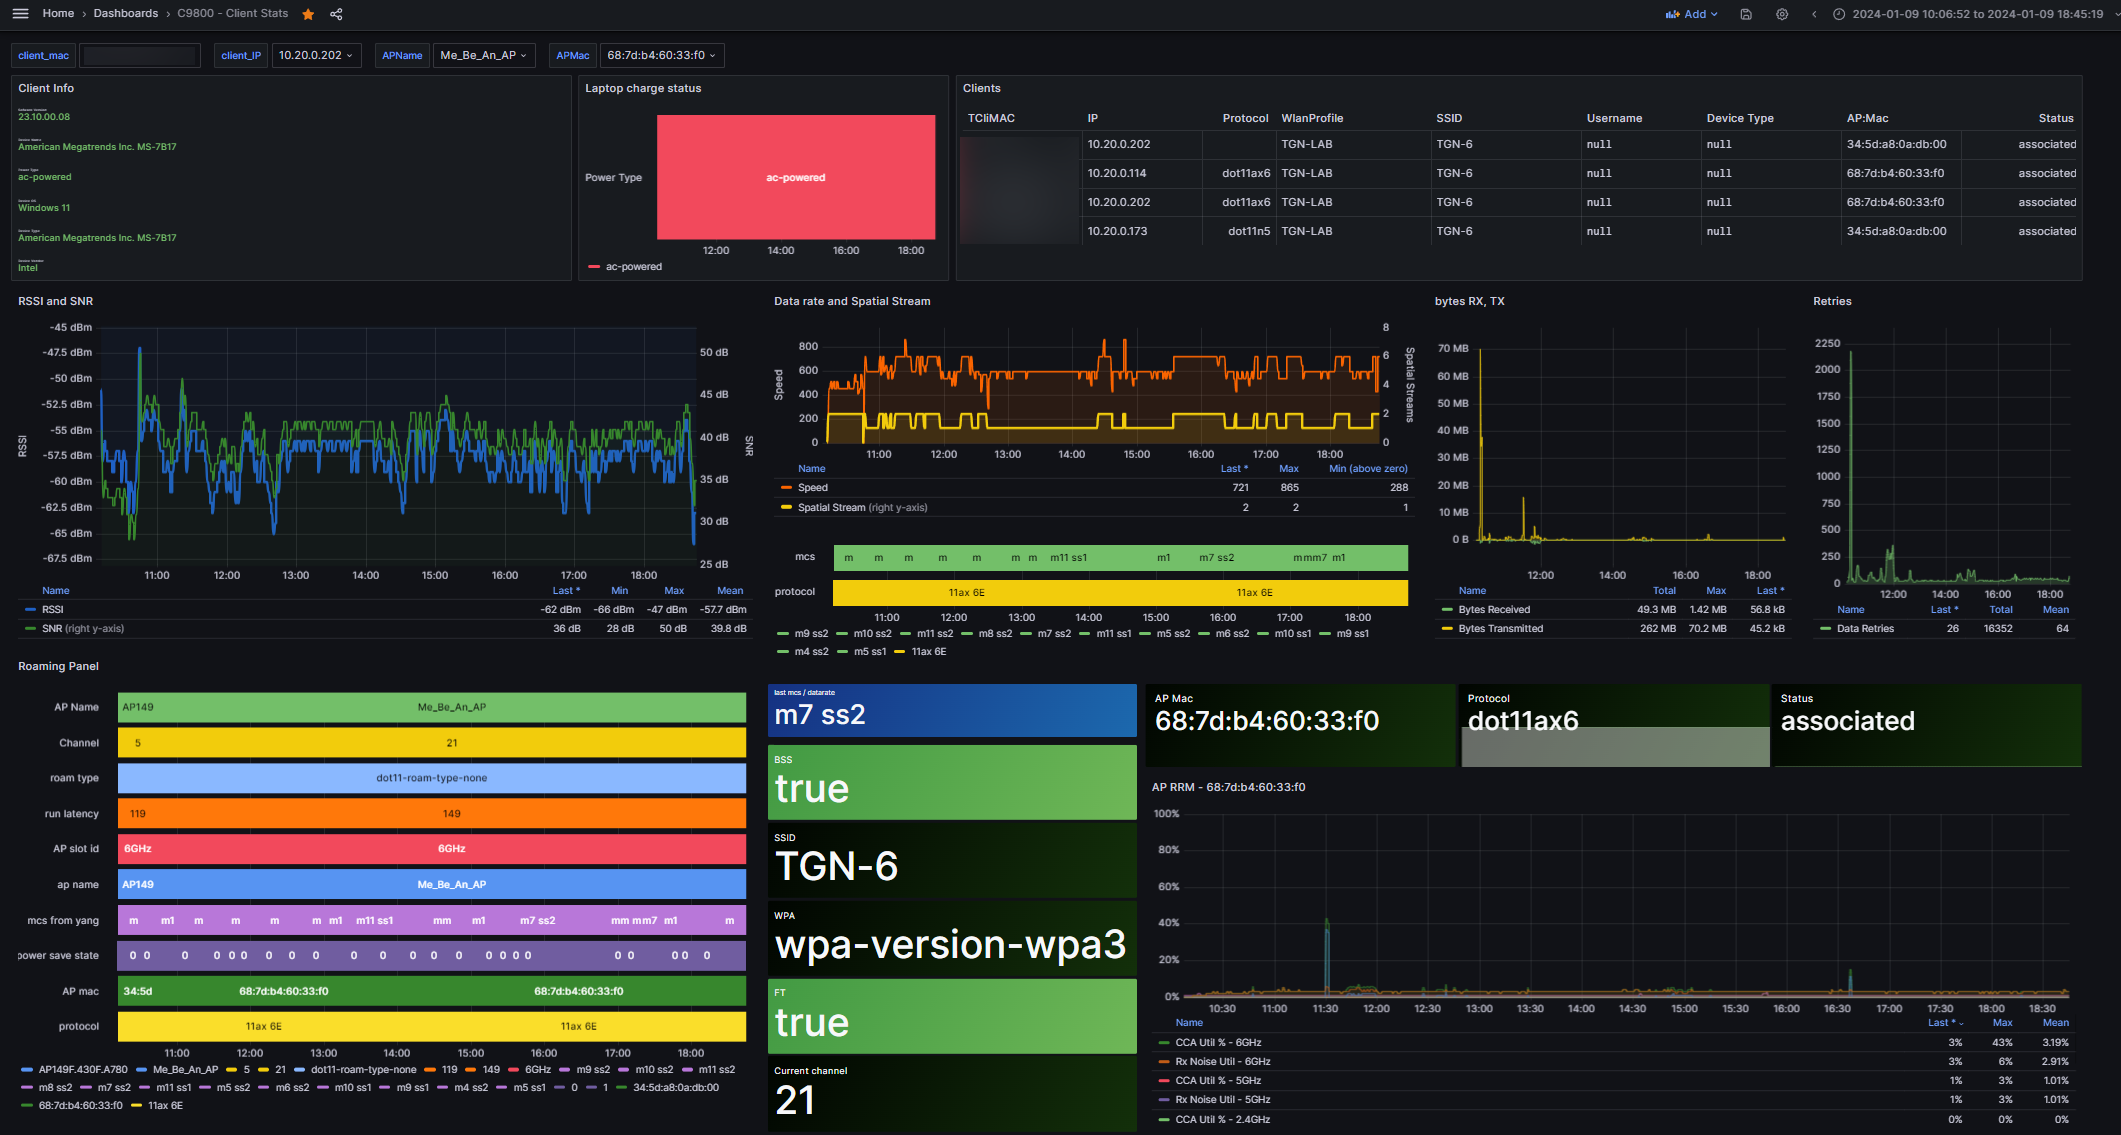 Home › Dashboards › C9800 - Client Stats
Add
2024-01-09 10:06:52 to 2024-01-09 18:45:19
client_mac
client_IP 10.20.0.202
APName Me_Be_An_AP
APMac 68:7d:b4:60:33:f0
Client Info
Software Version
23.10.00.08
Device Name
American Megatrends Inc. MS-7B17
Power Type
ac-powered
Device OS
Windows 11
Device Type
American Megatrends Inc. MS-7B17
Device Vendor
Intel
Laptop charge status
Power Type
ac-powered
12:00 14:00 16:00 18:00
ac-powered
Clients
TCliMAC IP Protocol WlanProfile SSID Username Device Type AP:Mac Status
10.20.0.202 TGN-LAB TGN-6 null null 34:5d:a8:0a:db:00 associated
10.20.0.114 dot11ax6 TGN-LAB TGN-6 null null 68:7d:b4:60:33:f0 associated
10.20.0.202 dot11ax6 TGN-LAB TGN-6 null null 68:7d:b4:60:33:f0 associated
10.20.0.173 dot11n5 TGN-LAB TGN-6 null null 34:5d:a8:0a:db:00 associated
RSSI and SNR
-45 dBm
-47.5 dBm
-50 dBm
-52.5 dBm
-55 dBm
-57.5 dBm
-60 dBm
-62.5 dBm
-65 dBm
-67.5 dBm
RSSI
50 dB
45 dB
40 dB
35 dB
30 dB
25 dB
SNR
11:00 12:00 13:00 14:00 15:00 16:00 17:00 18:00
Name Last * Min Max Mean
RSSI -62 dBm -66 dBm -47 dBm -57.7 dBm
SNR (right y-axis) 36 dB 28 dB 50 dB 39.8 dB
Data rate and Spatial Stream
800
600
400
200
0
Speed
8
6
4
2
0
Spatial Streams
11:00 12:00 13:00 14:00 15:00 16:00 17:00 18:00
Name Last * Max Min (above zero)
Speed 721 865 288
Spatial Stream (right y-axis) 2 2 1
mcs m m m m m m m m11 ss1 m1 m7 ss2 mmm7 m1
protocol 11ax 6E 11ax 6E
11:00 12:00 13:00 14:00 15:00 16:00 17:00 18:00
m9 ss2 m10 ss2 m11 ss2 m8 ss2 m7 ss2 m11 ss1 m5 ss2 m6 ss2 m10 ss1 m9 ss1
m4 ss2 m5 ss1 11ax 6E
bytes RX, TX
70 MB
60 MB
50 MB
40 MB
30 MB
20 MB
10 MB
0 B
12:00 14:00 16:00 18:00
Name Total Max Last *
Bytes Received 49.3 MB 1.42 MB 56.8 kB
Bytes Transmitted 262 MB 70.2 MB 45.2 kB
Retries
2250
2000
1750
1500
1250
1000
750
500
250
0
12:00 14:00 16:00 18:00
Name Last * Total Mean
Data Retries 26 16352 64
Roaming Panel
AP Name AP149 Me_Be_An_AP
Channel 5 21
roam type dot11-roam-type-none
run latency 119 149
AP slot id 6GHz 6GHz
ap name AP149 Me_Be_An_AP
mcs from yang m m1 m m m m m1 m11 ss1 mm m1 m7 ss2 mm mm7 m1 m
power save state 0 0 0 0 0 0 0 0 0 0 0 0 0 0 0 0 0 0 0 0 0 0
AP mac 34:5d 68:7d:b4:60:33:f0 68:7d:b4:60:33:f0
protocol 11ax 6E 11ax 6E
11:00 12:00 13:00 14:00 15:00 16:00 17:00 18:00
AP149F.430F.A780 Me_Be_An_AP 5 21 dot11-roam-type-none 119 149 6GHz m9 ss2 m10 ss2 m11 ss2
m8 ss2 m7 ss2 m11 ss1 m5 ss2 m6 ss2 m10 ss1 m9 ss1 m4 ss2 m5 ss1 0 1 34:5d:a8:0a:db:00
68:7d:b4:60:33:f0 11ax 6E
last mcs / datarate
m7 ss2
BSS
true
SSID
TGN-6
WPA
wpa-version-wpa3
FT
true
Current channel
21
AP Mac
68:7d:b4:60:33:f0
Protocol
dot11ax6
Status
associated
AP RRM - 68:7d:b4:60:33:f0
100%
80%
60%
40%
20%
0%
10:30 11:00 11:30 12:00 12:30 13:00 13:30 14:00 14:30 15:00 15:30 16:00 16:30 17:00 17:30 18:00 18:30
Name Last * Max Mean
CCA Util % - 6GHz 3% 43% 3.19%
Rx Noise Util - 6GHz 3% 6% 2.91%
CCA Util % - 5GHz 1% 3% 1.01%
Rx Noise Util - 5GHz 1% 3% 1.01%
CCA Util % - 2.4GHz 0% 0% 0%